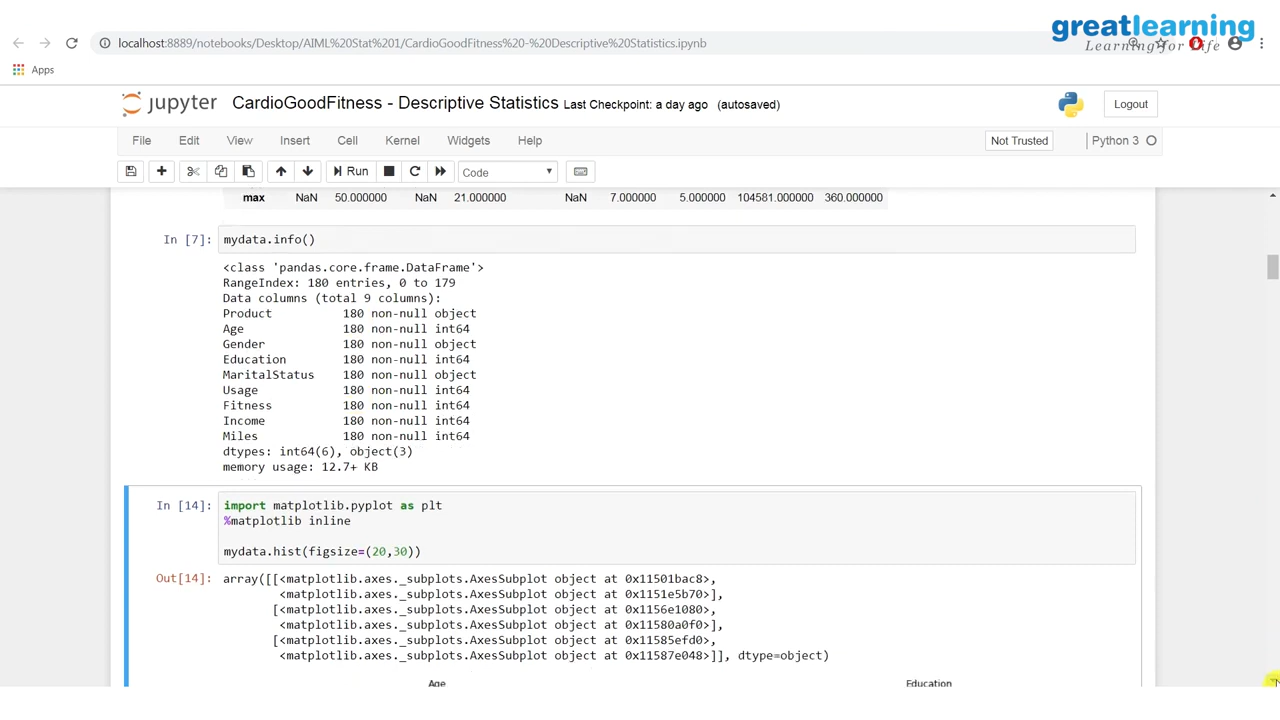 greatlearning
Learning for Life
localhost:8889/notebooks/Desktop/AIML%20Stat%201/CardioGoodFitness%20-%20Descriptive%20Statistics.ipynb
Apps
jupyter CardioGoodFitness - Descriptive Statistics Last Checkpoint: a day ago (autosaved)
Logout
File Edit View Insert Cell Kernel Widgets Help
Not Trusted Python 3
Run Code
max NaN 50.000000 NaN 21.000000 NaN 7.000000 5.000000 104581.000000 360.000000
In [7]: mydata.info()
<class 'pandas.core.frame.DataFrame'>
RangeIndex: 180 entries, 0 to 179
Data columns (total 9 columns):
Product 180 non-null object
Age 180 non-null int64
Gender 180 non-null object
Education 180 non-null int64
MaritalStatus 180 non-null object
Usage 180 non-null int64
Fitness 180 non-null int64
Income 180 non-null int64
Miles 180 non-null int64
dtypes: int64(6), object(3)
memory usage: 12.7+ KB
In [14]: import matplotlib.pyplot as plt
%matplotlib inline
mydata.hist(figsize=(20,30))
Out[14]: array([[<matplotlib.axes._subplots.AxesSubplot object at 0x11501bac8>,
<matplotlib.axes._subplots.AxesSubplot object at 0x1151e5b70>],
[<matplotlib.axes._subplots.AxesSubplot object at 0x1156e1080>,
<matplotlib.axes._subplots.AxesSubplot object at 0x11580a0f0>],
[<matplotlib.axes._subplots.AxesSubplot object at 0x11585efd0>,
<matplotlib.axes._subplots.AxesSubplot object at 0x11587e048>]], dtype=object)
Age Education